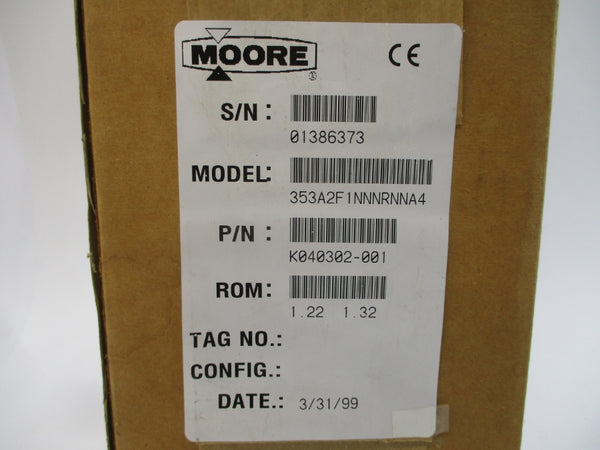 MOORE ® CE
S/N : 01386373
MODEL: 353A2F1NNNRNNA4
P/N : K040302-001
ROM: 1.22 1.32
TAG NO.:
CONFIG.:
DATE.: 3/31/99